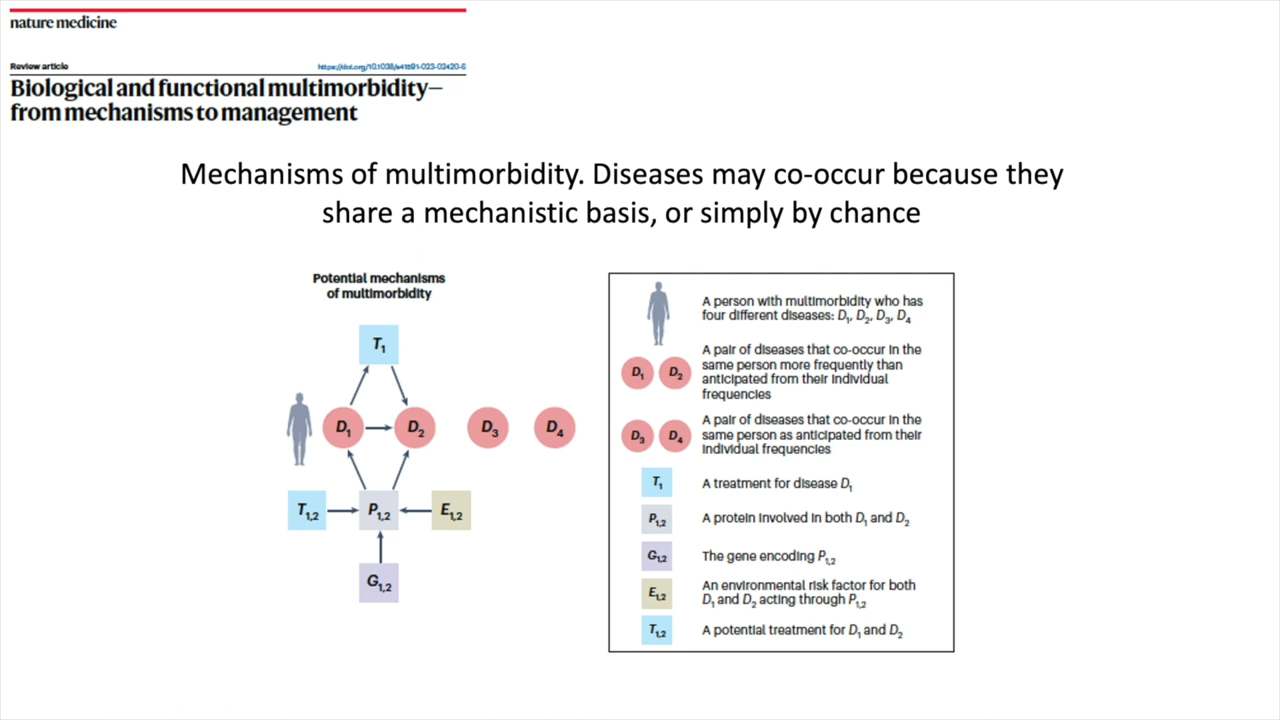 nature medicine
Review article
https://doi.org/10.1038/s41591-023-02420-6
Biological and functional multimorbidity—
from mechanisms to management
Mechanisms of multimorbidity. Diseases may co-occur because they
share a mechanistic basis, or simply by chance
Potential mechanisms
of multimorbidity
T1
D1
D2
D3
D4
T1,2
P1,2
E1,2
G1,2
A person with multimorbidity who has
four different diseases: D1, D2, D3, D4
D1
D2
A pair of diseases that co-occur in the
same person more frequently than
anticipated from their individual
frequencies
D3
D4
A pair of diseases that co-occur in the
same person as anticipated from their
individual frequencies
T1
A treatment for disease D1
P1,2
A protein involved in both D1 and D2
G1,2
The gene encoding P1,2
E1,2
An environmental risk factor for both
D1 and D2 acting through P1,2
T1,2
A potential treatment for D1 and D2